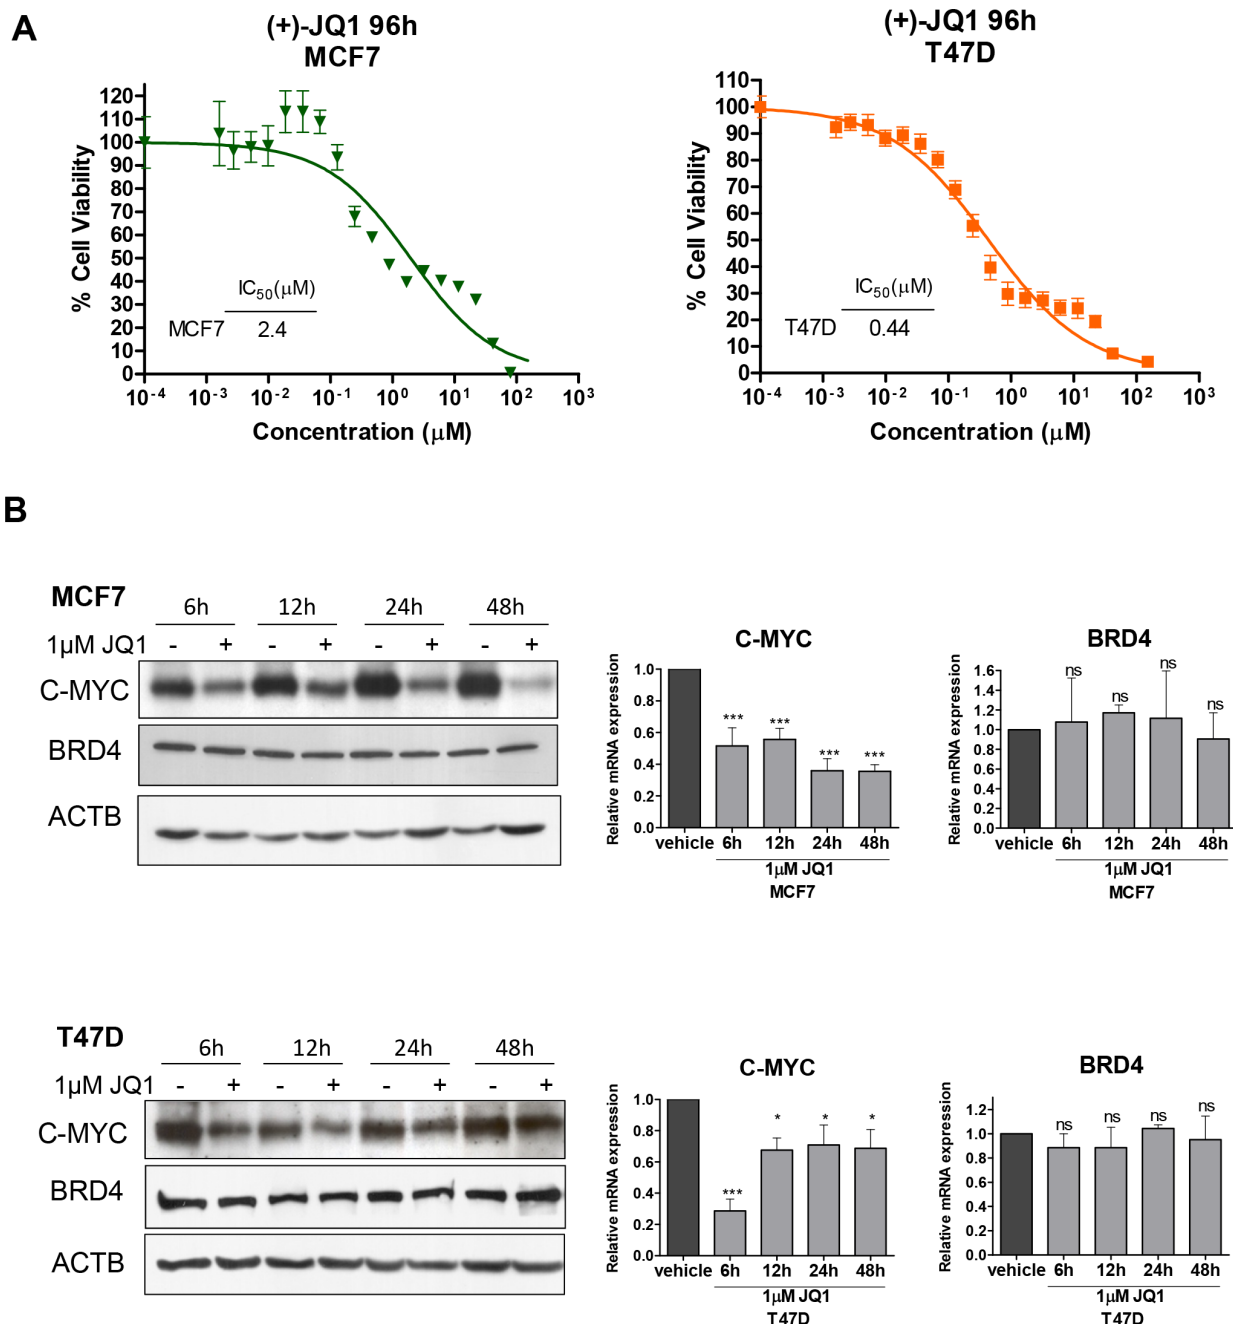 A
(+)-JQ1 96h
MCF7
120
110
100
90
80
70
60
50
40
30
20
10
0
% Cell Viability
IC50(μM)
MCF7 2.4
10-4 10-3 10-2 10-1 100 101 102 103
Concentration (μM)
(+)-JQ1 96h
T47D
110
100
90
80
70
60
50
40
30
20
10
0
% Cell Viability
IC50(μM)
T47D 0.44
10-4 10-3 10-2 10-1 100 101 102 103
Concentration (μM)
B
MCF7
6h 12h 24h 48h
1μM JQ1 - + - + - + - +
C-MYC
BRD4
ACTB
C-MYC
Relative mRNA expression
1.0
0.8
0.6
0.4
0.2
0.0
*** *** *** ***
vehicle 6h 12h 24h 48h
1μM JQ1
MCF7
BRD4
Relative mRNA expression
1.6
1.4
1.2
1.0
0.8
0.6
0.4
0.2
0.0
ns ns ns ns
vehicle 6h 12h 24h 48h
1μM JQ1
MCF7
T47D
6h 12h 24h 48h
1μM JQ1 - + - + - + - +
C-MYC
BRD4
ACTB
C-MYC
Relative mRNA expression
1.0
0.8
0.6
0.4
0.2
0.0
*** * * *
vehicle 6h 12h 24h 48h
1μM JQ1
T47D
BRD4
Relative mRNA expression
1.2
1.0
0.8
0.6
0.4
0.2
0.0
ns ns ns ns
vehicle 6h 12h 24h 48h
1μM JQ1
T47D